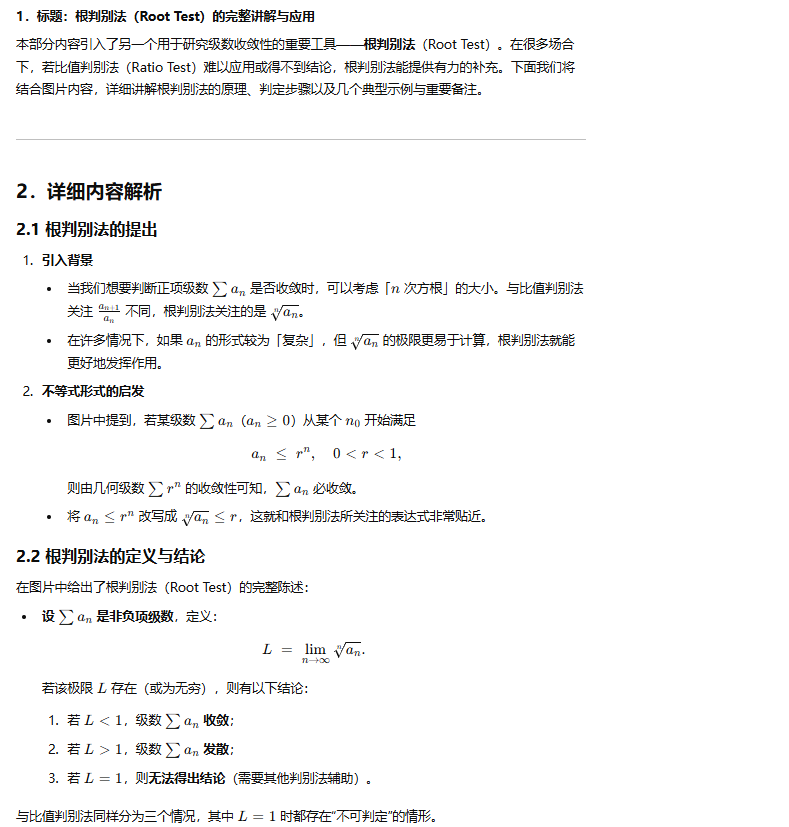 1．标题：根判别法（Root Test）的完整讲解与应用
本部分内容引入了另一个用于研究级数收敛性的重要工具——根判别法（Root Test）。在很多场合
下，若比值判别法（Ratio Test）难以应用或得不到结论，根判别法能提供有力的补充。下面我们将
结合图片内容，详细讲解根判别法的原理、判定步骤以及几个典型示例与重要备注。
2．详细内容解析
2.1 根判别法的提出
1. 引入背景
• 当我们想要判断正项级数 ∑ aₙ 是否收敛时，可以考虑「n 次方根」的大小。与比值判别法
关注 aₙ₊₁/aₙ 不同，根判别法关注的是 ⁿ√aₙ。
• 在许多情况下，如果 aₙ 的形式较为「复杂」，但 ⁿ√aₙ 的极限更易于计算，根判别法就能
更好地发挥作用。
2. 不等式形式的启发
• 图片中提到，若某级数 ∑ aₙ（aₙ ≥ 0）从某个 n₀ 开始满足
aₙ ≤ rⁿ, 0 < r < 1,
则由几何级数 ∑ rⁿ 的收敛性可知，∑ aₙ 必收敛。
• 将 aₙ ≤ rⁿ 改写成 ⁿ√aₙ ≤ r，这就和根判别法所关注的表达式非常贴近。
2.2 根判别法的定义与结论
在图片中给出了根判别法（Root Test）的完整陈述：
• 设 ∑ aₙ 是非负项级数，定义：
L = lim n→∞ ⁿ√aₙ.
若该极限 L 存在（或为无穷），则有以下结论：
1. 若 L < 1，级数 ∑ aₙ 收敛；
2. 若 L > 1，级数 ∑ aₙ 发散；
3. 若 L = 1，则无法得出结论（需要其他判别法辅助）。
与比值判别法同样分为三个情况，其中 L = 1 时都存在“不可判定”的情形。